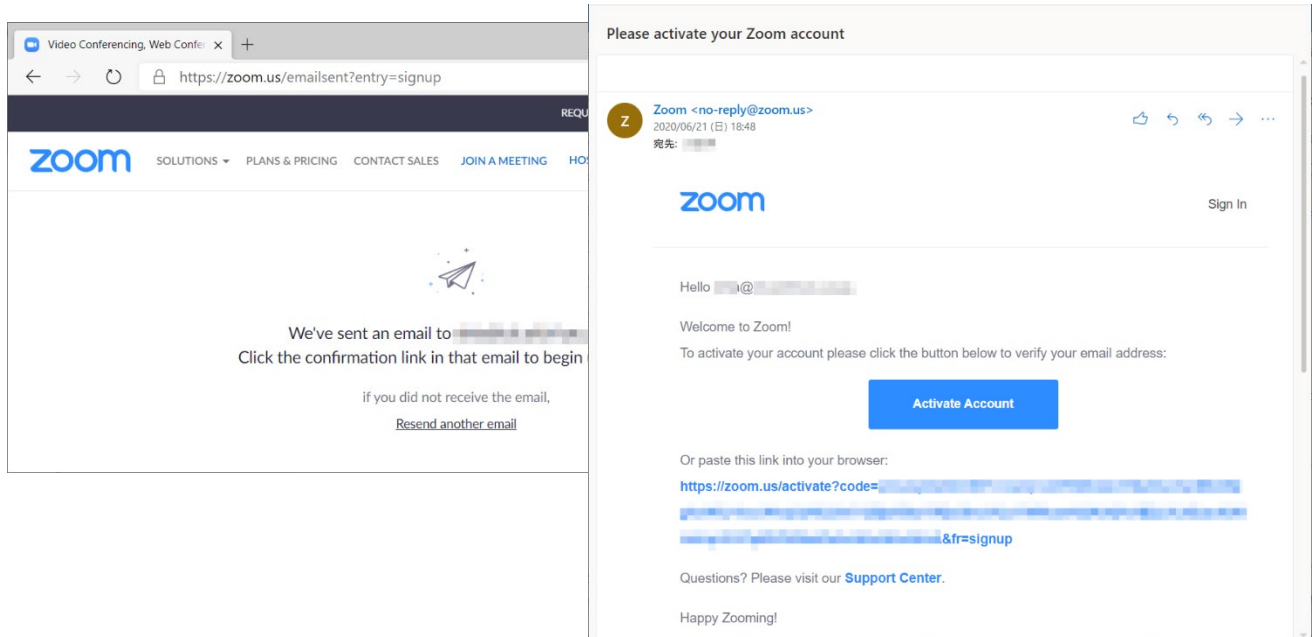 Video Conferencing, Web Confe
https://zoom.us/emailsent?entry=signup
REQU
zoom
SOLUTIONS PLANS & PRICING CONTACT SALES JOIN A MEETING HOS
We've sent an email to
Click the confirmation link in that email to begin
if you did not receive the email,
Resend another email
Please activate your Zoom account
Z
Zoom <no-reply@zoom.us>
2020/06/21 (日) 18:48
宛先:
zoom
Sign In
Hello @
Welcome to Zoom!
To activate your account please click the button below to verify your email address:
Activate Account
Or paste this link into your browser:
https://zoom.us/activate?code=
&fr=signup
Questions? Please visit our Support Center.
Happy Zooming!